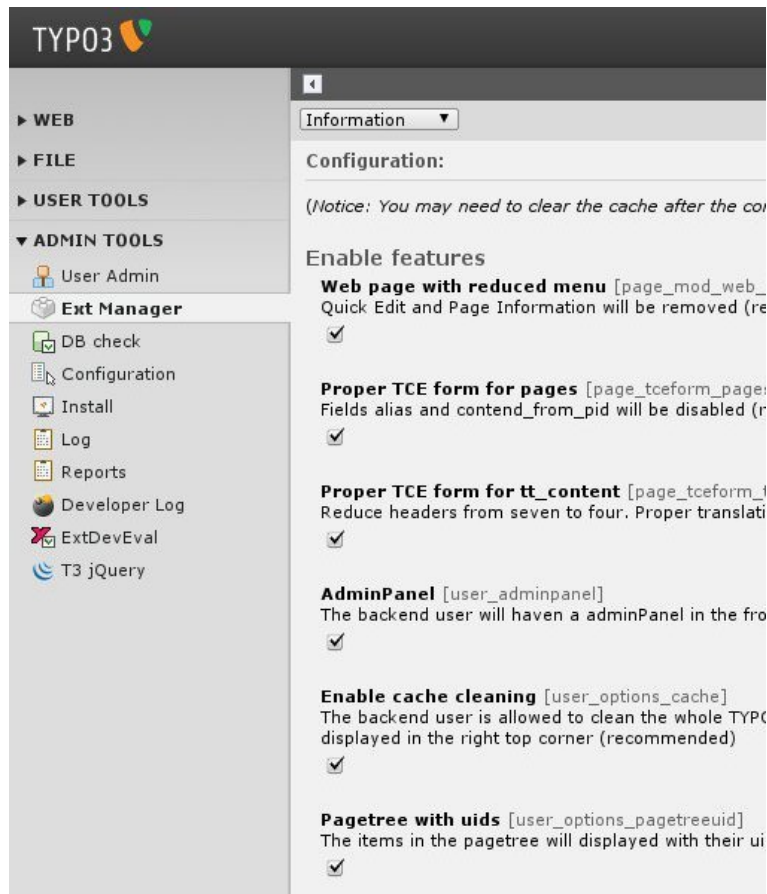 TYPO3
WEB
FILE
USER TOOLS
ADMIN TOOLS
User Admin
Ext Manager
DB check
Configuration
Install
Log
Reports
Developer Log
ExtDevEval
T3 jQuery
Information
Configuration:
(Notice: You may need to clear the cache after the
Enable features
Web page with reduced menu [page_mod_web_
Quick Edit and Page Information will be removed (re
Proper TCE form for pages [page_tceform_pages
Fields alias and contend_from_pid will be disabled (r
Proper TCE form for tt_content [page_tceform_t
Reduce headers from seven to four. Proper translati
AdminPanel [user_adminpanel]
The backend user will haven a adminPanel in the fro
Enable cache cleaning [user_options_cache]
The backend user is allowed to clean the whole TYPO
displayed in the right top corner (recommended)
Pagetree with uids [user_options_pagetreeuid]
The items in the pagetree will displayed with their ui